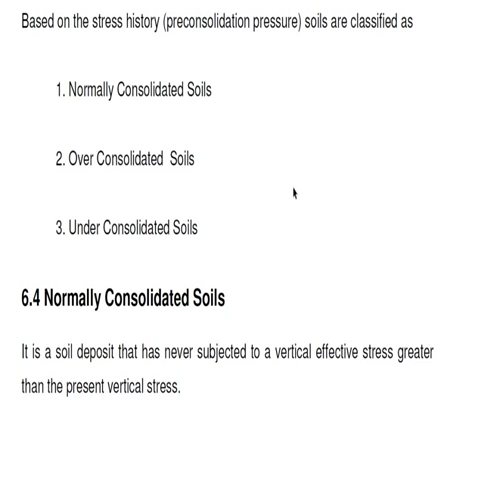 Based on the stress history (preconsolidation pressure) soils are classified as
1. Normally Consolidated Soils
2. Over Consolidated  Soils
3. Under Consolidated Soils
6.4 Normally Consolidated Soils
It is a soil deposit that has never subjected to a vertical effective stress greater
than the present vertical stress.